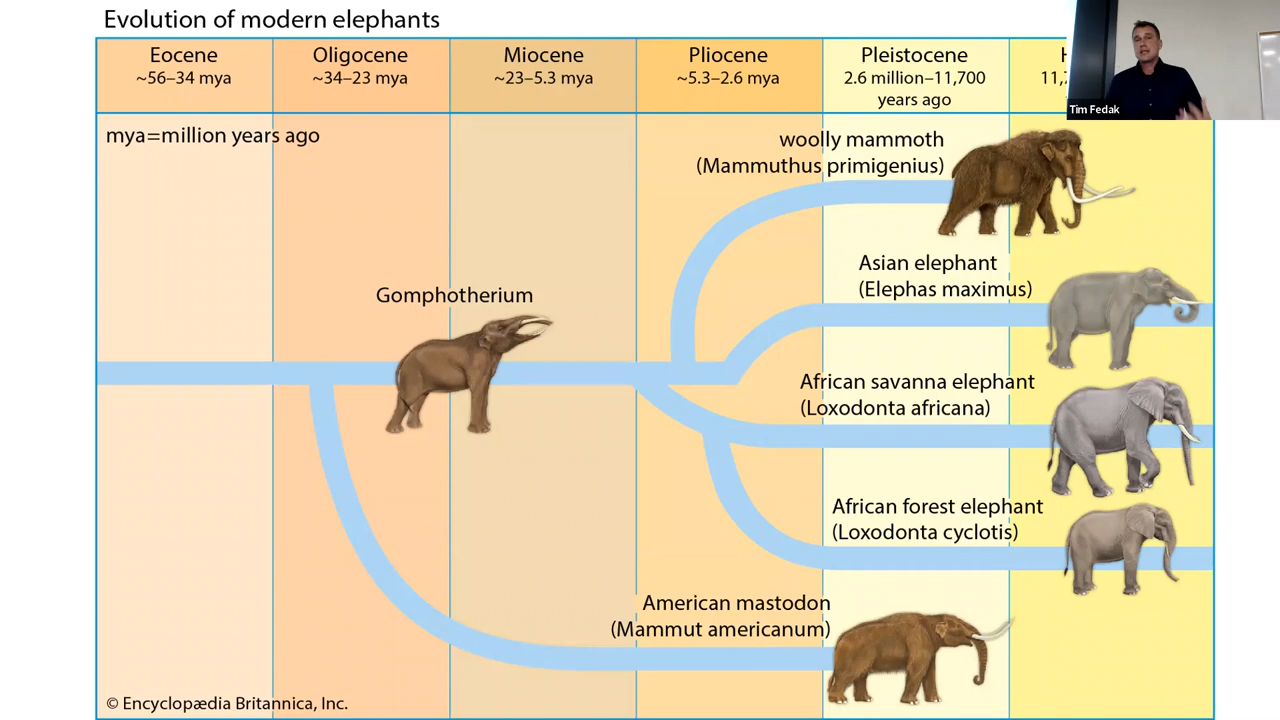 Evolution of modern elephants
Eocene
~56–34 mya
Oligocene
~34–23 mya
Miocene
~23–5.3 mya
Pliocene
~5.3–2.6 mya
Pleistocene
2.6 million–11,700
years ago
Tim Fedak
mya=million years ago
woolly mammoth
(Mammuthus primigenius)
Asian elephant
(Elephas maximus)
Gomphotherium
African savanna elephant
(Loxodonta africana)
African forest elephant
(Loxodonta cyclotis)
American mastodon
(Mammut americanum)
© Encyclopædia Britannica, Inc.